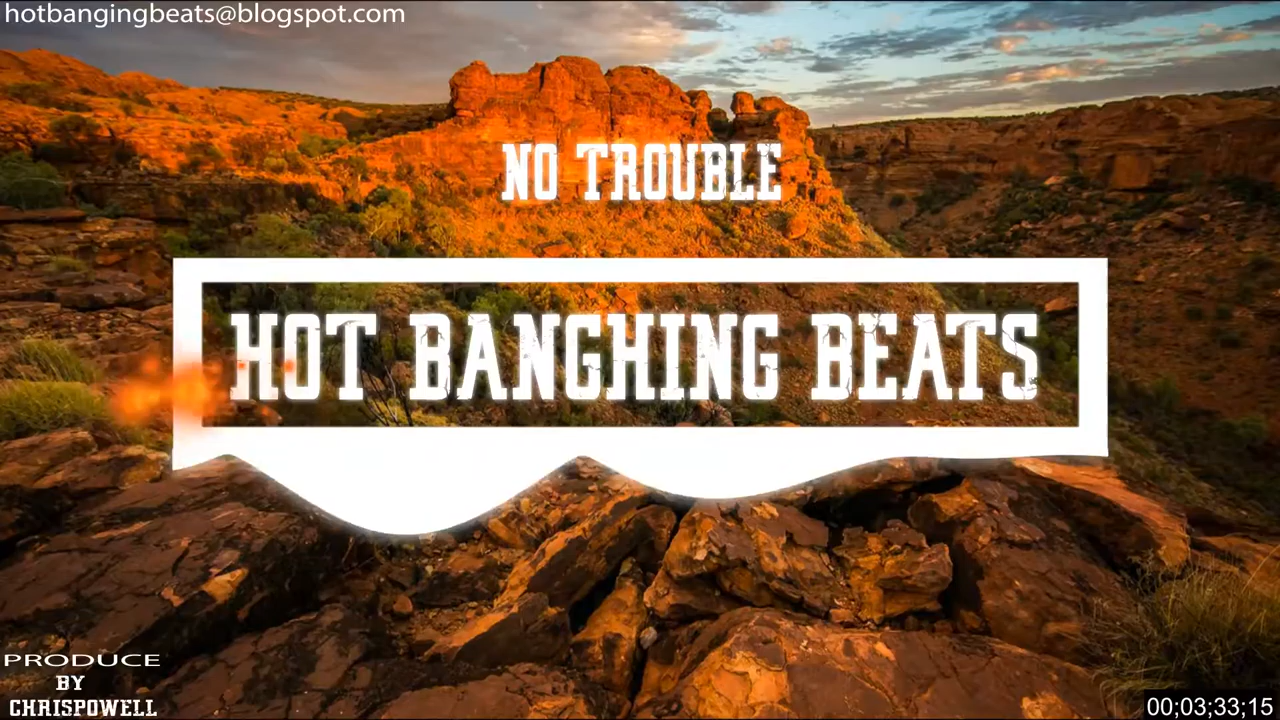 hotbangingbeats@blogspot.com
NO TROUBLE
HOT BANGHING BEATS
PRODUCE
BY
CHRISPOWELL
00;03;33;15